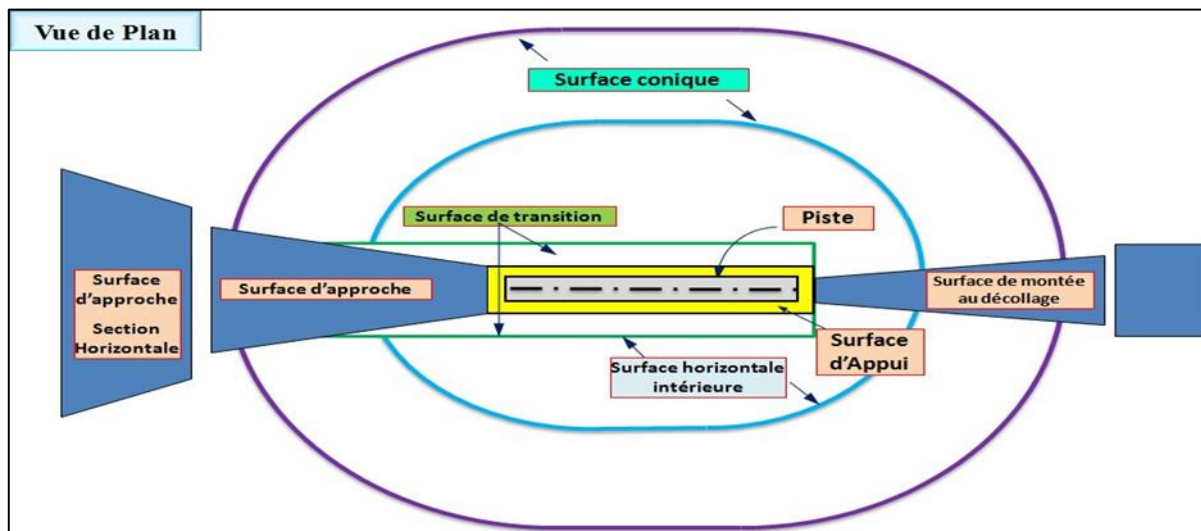 Vue de Plan
Surface conique
Surface de transition
Piste
Surface
d'approche
Section
Horizontale
Surface d'approche
Surface de montée
au décollage
Surface
d'Appui
Surface horizontale
intérieure